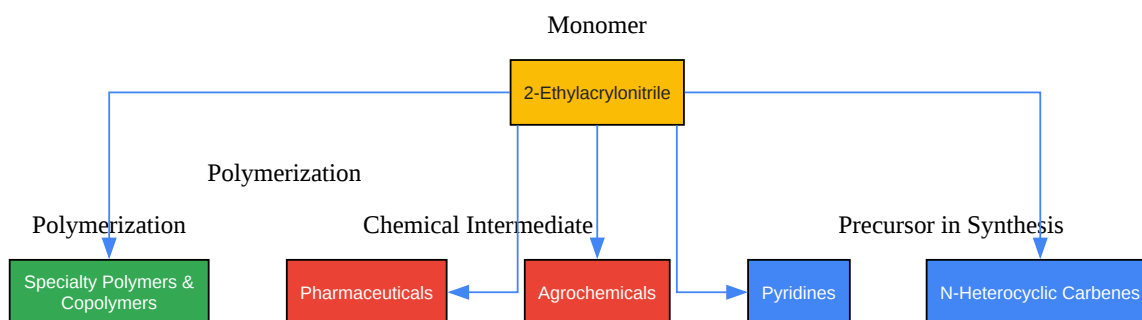 Monomer
2-Ethylacrylonitrile
Polymerization
Polymerization
Chemical Intermediate
Precursor in Synthesis
Specialty Polymers &
Copolymers
Pharmaceuticals
Agrochemicals
Pyridines
N-Heterocyclic Carbenes